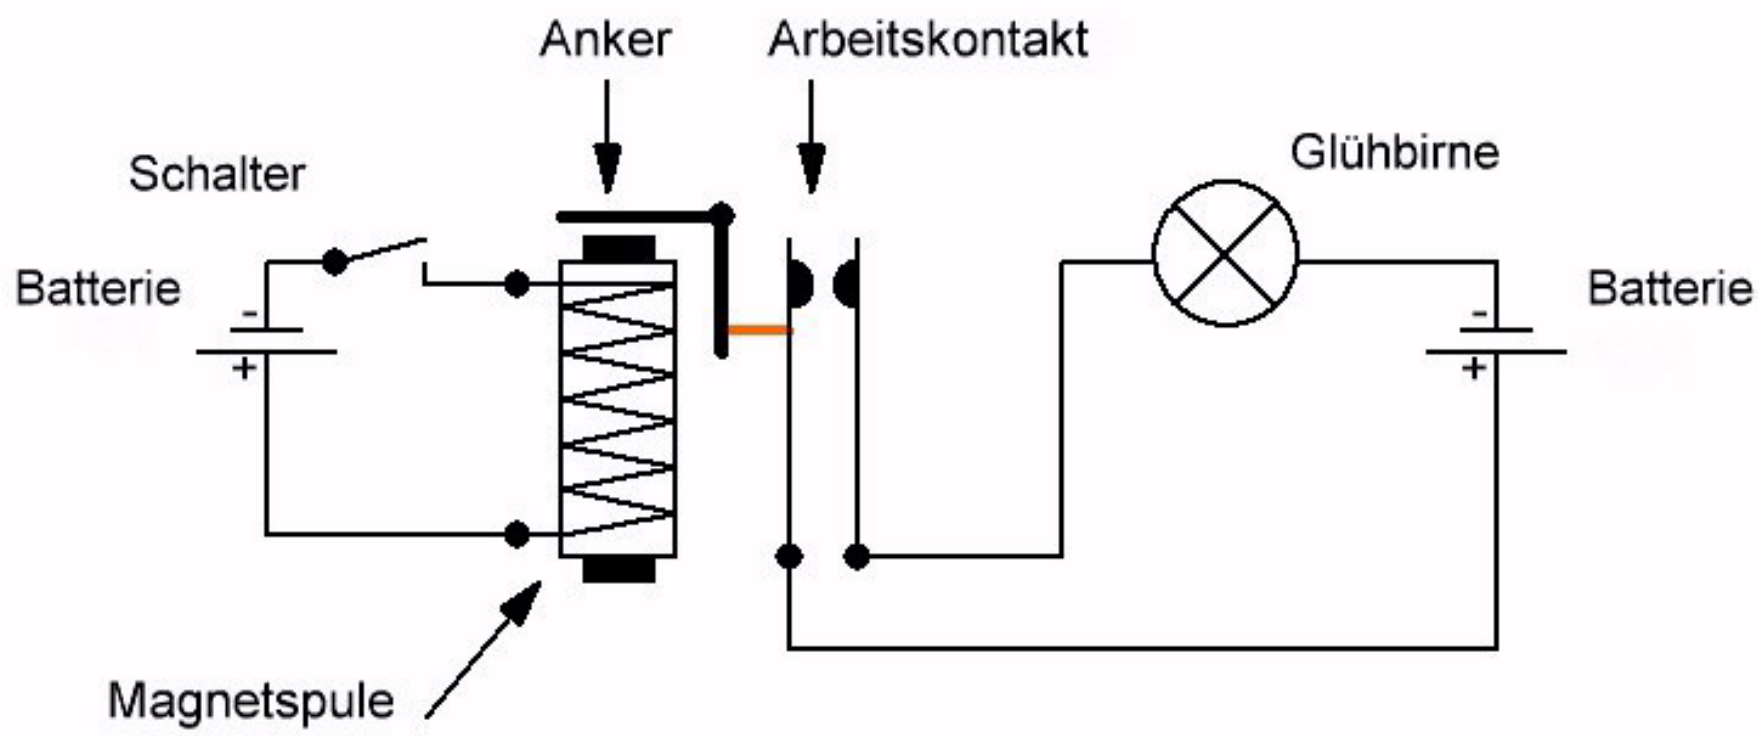 Anker
Arbeitskontakt
Schalter
Glühbirne
Batterie
-
+
Batterie
-
+
Magnetspule